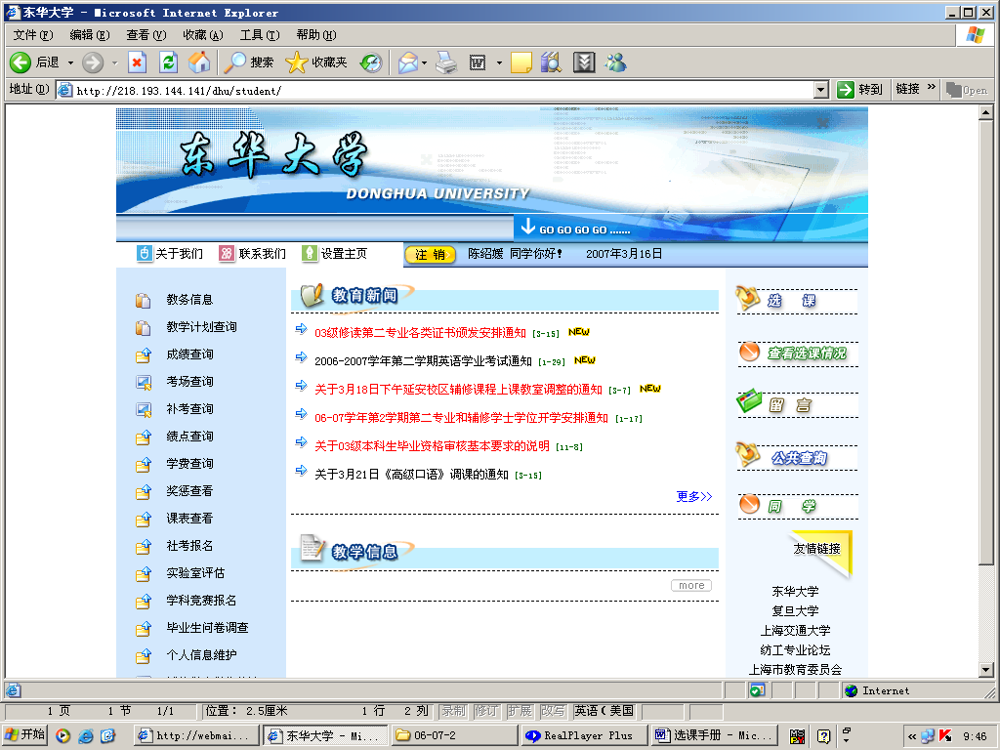 东华大学 - Microsoft Internet Explorer
文件(F) 编辑(E) 查看(V) 收藏(A) 工具(T) 帮助(H)
后退 搜索 收藏夹
地址(D) http://218.193.144.141/dhu/student/ 转到 链接 » Open
东华大学
DONGHUA UNIVERSITY
GO GO GO GO .......
关于我们 联系我们 设置主页 注 销 陈绍媛 同学你好! 2007年3月16日
教务信息
教学计划查询
成绩查询
考场查询
补考查询
绩点查询
学费查询
奖惩查看
课表查看
社考报名
实验室评估
学科竞赛报名
毕业生问卷调查
个人信息维护
教育新闻
03级修读第二专业各类证书颁发安排通知 [3-15] NEW
2006-2007学年第二学期英语学业考试通知 [1-29] NEW
关于3月18日下午延安校区辅修课程上课教室调整的通知 [3-7] NEW
06-07学年第2学期第二专业和辅修学士学位开学安排通知 [1-17]
关于03级本科生毕业资格审核基本要求的说明 [11-8]
关于3月21日《高级口语》调课的通知 [3-15]
更多>>
教学信息
more
选 课
查看选课情况
留 言
公共查询
同 学
友情链接
东华大学
复旦大学
上海交通大学
纺工专业论坛
上海市教育委员会
Internet
1 页 1 节 1/1 位置: 2.5厘米 1 行 2 列 录制 修订 扩展 改写 英语(美国
开始 http://webmai... 东华大学 - Mi... 06-07-2 RealPlayer Plus 选课手册 - Mic... « 9:46